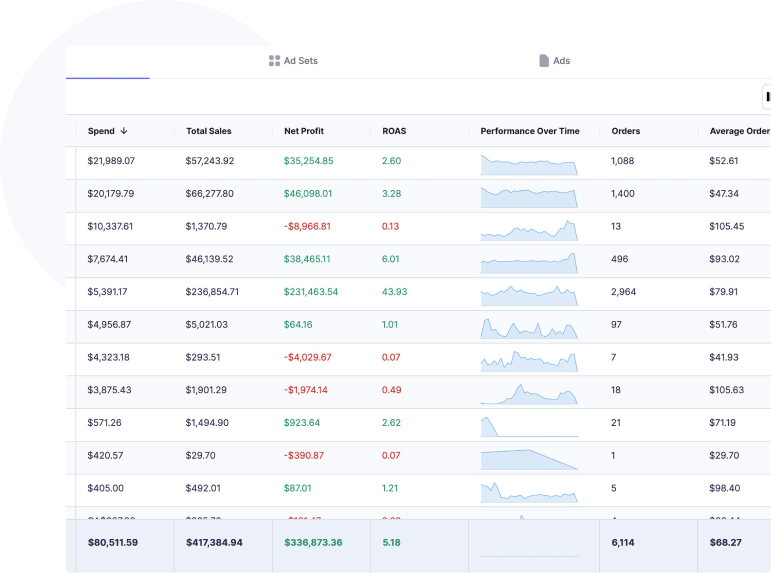 Ad Sets Ads
Spend ↓ Total Sales Net Profit ROAS Performance Over Time Orders Average Order
$21,989.07 $57,243.92 $35,254.85 2.60 1,088 $52.61
$20,179.79 $66,277.80 $46,098.01 3.28 1,400 $47.34
$10,337.61 $1,370.79 -$8,966.81 0.13 13 $105.45
$7,674.41 $46,139.52 $38,465.11 6.01 496 $93.02
$5,391.17 $236,854.71 $231,463.54 43.93 2,964 $79.91
$4,956.87 $5,021.03 $64.16 1.01 97 $51.76
$4,323.18 $293.51 -$4,029.67 0.07 7 $41.93
$3,875.43 $1,901.29 -$1,974.14 0.49 18 $105.63
$571.26 $1,494.90 $923.64 2.62 21 $71.19
$420.57 $29.70 -$390.87 0.07 1 $29.70
$405.00 $492.01 $87.01 1.21 5 $98.40
$80,511.59 $417,384.94 $336,873.36 5.18 6,114 $68.27